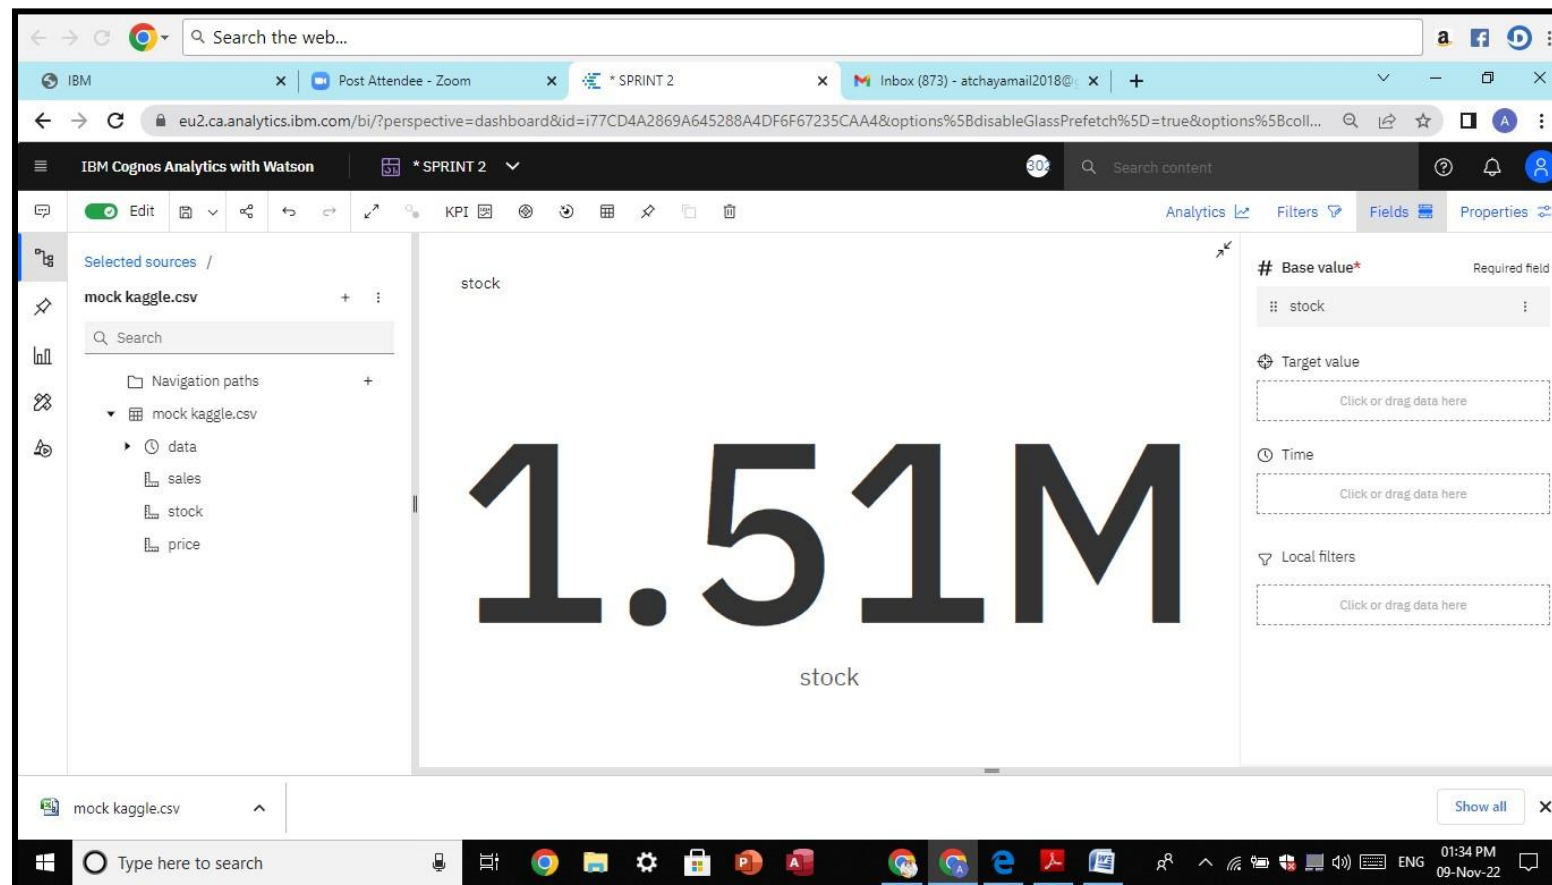 Search the web...
IBM
Post Attendee - Zoom
* SPRINT 2
Inbox (873) - atchayamail2018@
eu2.ca.analytics.ibm.com/bi/?perspective=dashboard&id=i77CD4A2869A645288A4DF6F67235CAA4&options%5BdisableGlassPrefetch%5D=true&options%5Bcoll...
A
IBM Cognos Analytics with Watson
* SPRINT 2
302
Search content
Edit
KPI
Analytics
Filters
Fields
Properties
Selected sources /
mock kaggle.csv
Search
Navigation paths
mock kaggle.csv
data
sales
stock
price
stock
1.51M
stock
# Base value*
Required field
stock
Target value
Click or drag data here
Time
Click or drag data here
Local filters
Click or drag data here
mock kaggle.csv
Show all
Type here to search
ENG
01:34 PM
09-Nov-22